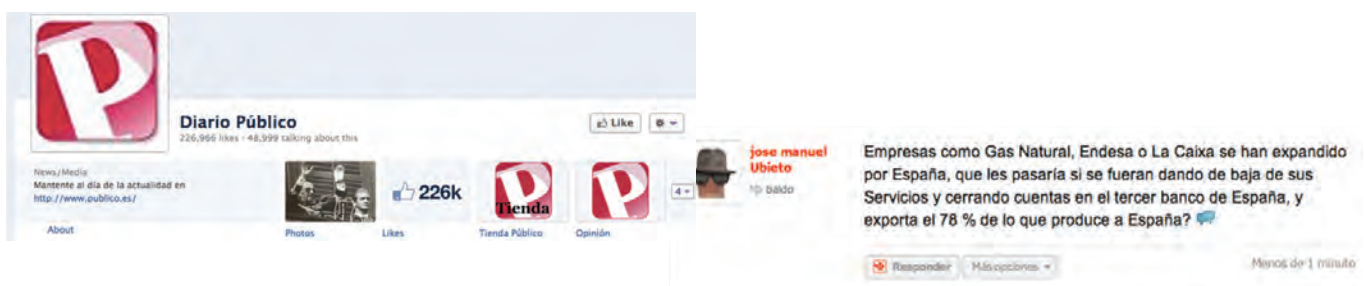 P
Diario Público
226,966 likes · 48,999 talking about this
Like
News/Media
Mantente al día de la actualidad en
http://www.publico.es/
About
Photos
226k
Likes
P
Tienda
Tienda Público
P
Opinión
4
jose manuel
Ubieto
baldo
Empresas como Gas Natural, Endesa o La Caixa se han expandido
por España, que les pasaría si se fueran dando de baja de sus
Servicios y cerrando cuentas en el tercer banco de España, y
exporta el 78 % de lo que produce a España?
Responder
Más opciones
Menos de 1 minuto